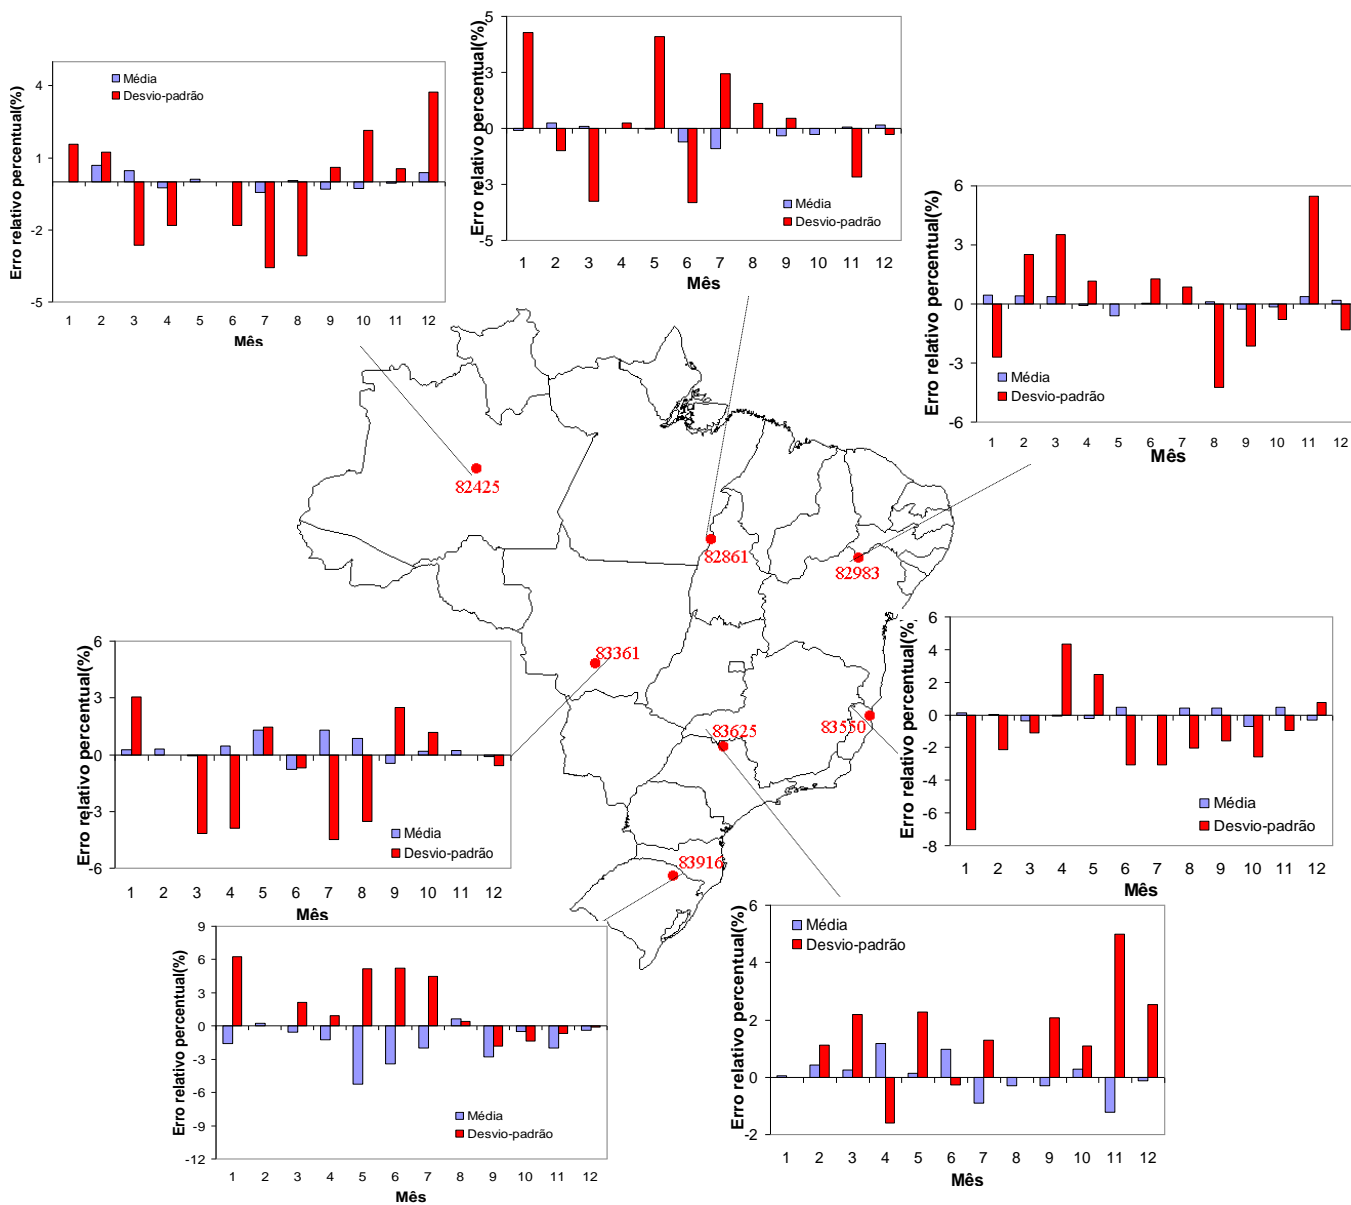 Erro relativo percentual(%)
4
1
-2
-5
Média
Desvio-padrão
1 2 3 4 5 6 7 8 9 10 11 12
Mês
Erro relativo percentual(%)
5
3
0
-3
-5
Média
Desvio-padrão
1 2 3 4 5 6 7 8 9 10 11 12
Mês
Erro relativo percentual(%)
6
3
0
-3
-6
Média
Desvio-padrão
1 2 3 4 5 6 7 8 9 10 11 12
Mês
82425
82861
82983
83361
83625
83550
83916
Erro relativo percentual(%)
6
3
0
-3
-6
Média
Desvio-padrão
1 2 3 4 5 6 7 8 9 10 11 12
Mês
Erro relativo percentual(%)
6
4
2
0
-2
-4
-6
-8
Média
Desvio-padrão
1 2 3 4 5 6 7 8 9 10 11 12
Mês
Erro relativo percentual(%)
9
6
3
0
-3
-6
-9
-12
Média
Desvio-padrão
1 2 3 4 5 6 7 8 9 10 11 12
Mês
Erro relativo percentual(%)
6
4
2
0
-2
Média
Desvio-padrão
1 2 3 4 5 6 7 8 9 10 11 12
Mês